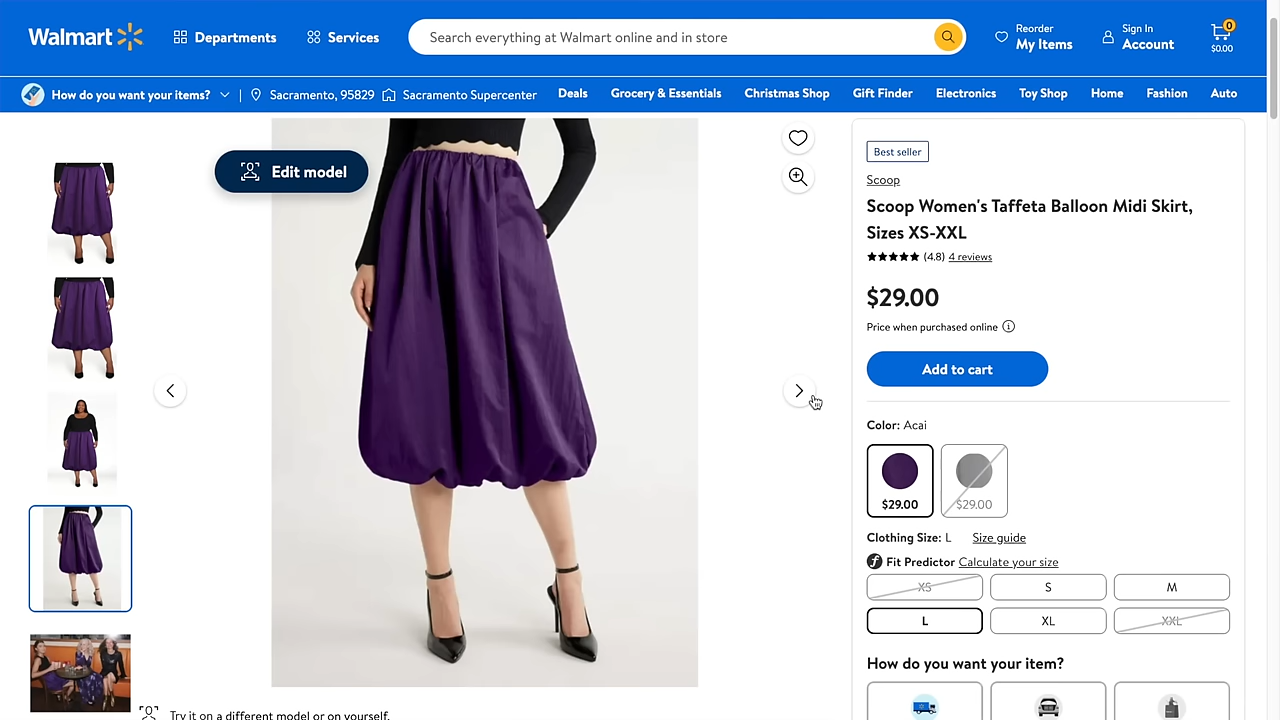 Walmart
Departments
Services
Search everything at Walmart online and in store
Reorder
My Items
Sign In
Account
0
$0.00
How do you want your items?
Sacramento, 95829
Sacramento Supercenter
Deals
Grocery & Essentials
Christmas Shop
Gift Finder
Electronics
Toy Shop
Home
Fashion
Auto
Edit model
Best seller
Scoop
Scoop Women's Taffeta Balloon Midi Skirt,
Sizes XS-XXL
(4.8) 4 reviews
$29.00
Price when purchased online
Add to cart
Color: Acai
$29.00
$29.00
Clothing Size: L
Size guide
Fit Predictor Calculate your size
XS
S
M
L
XL
XXL
How do you want your item?
Try it on a different model or on yourself.